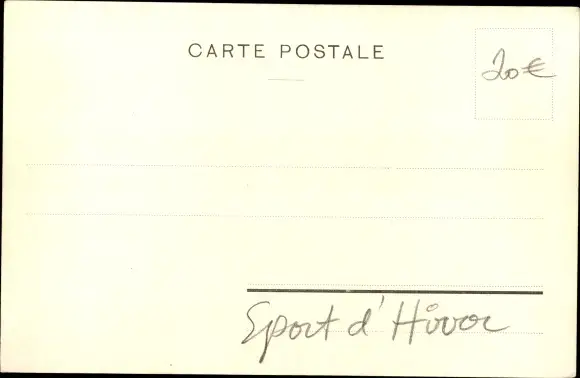 CARTE POSTALE
20€
Sport d'Hiver